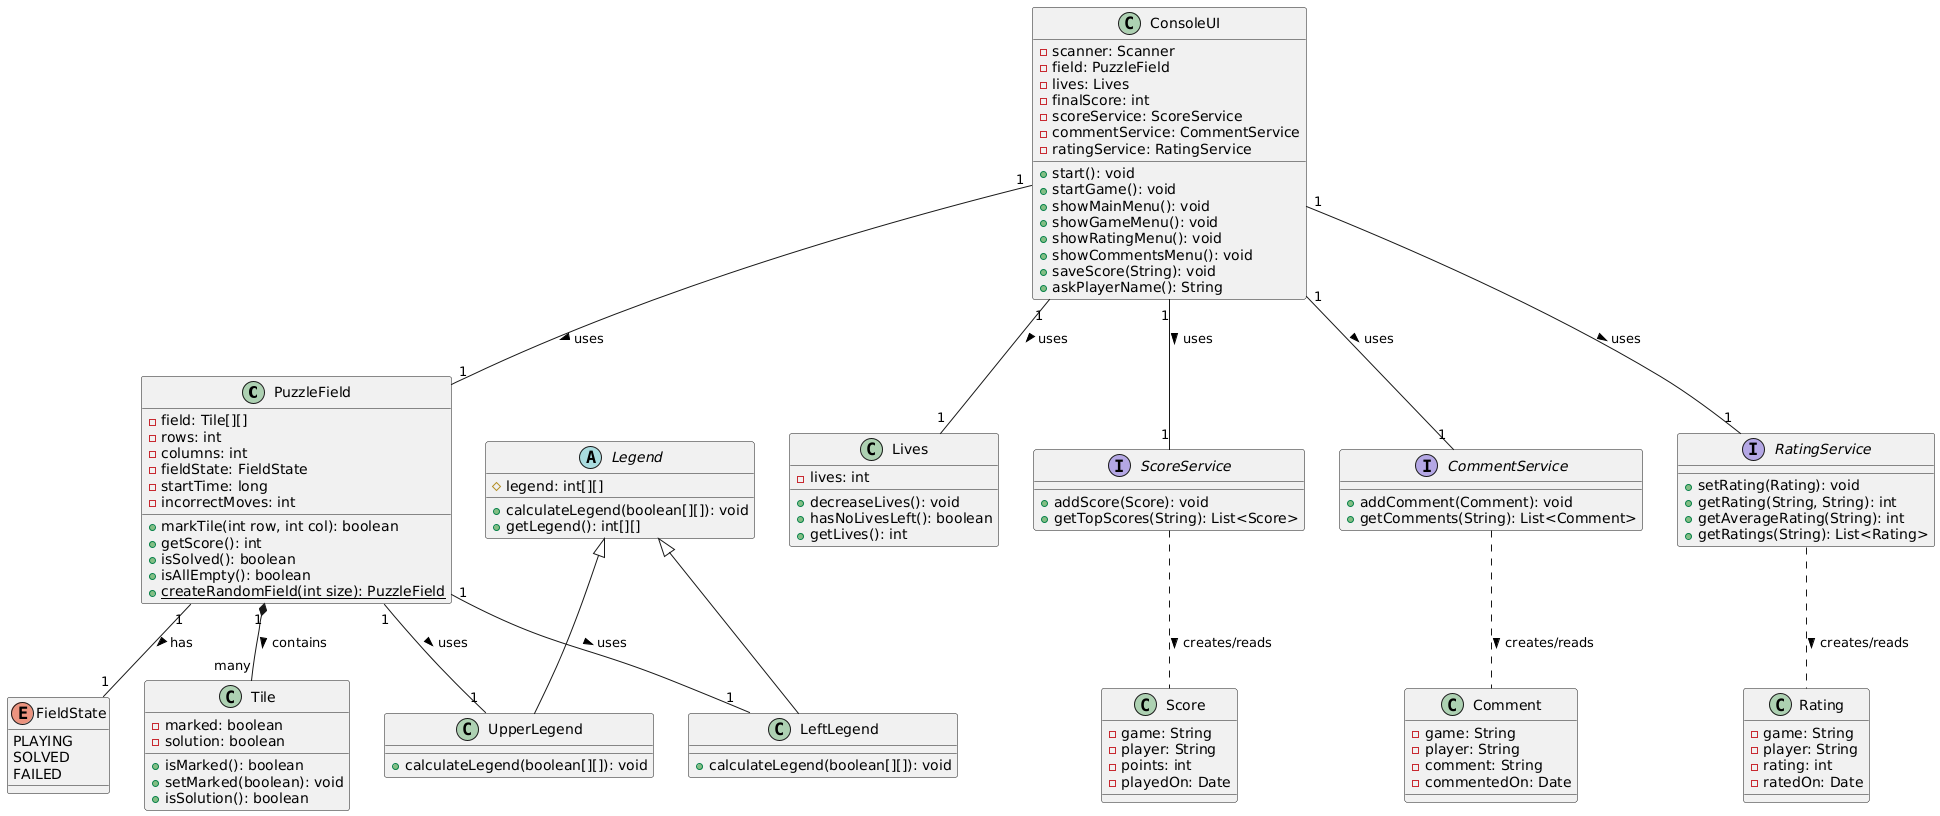 C ConsoleUI
scanner: Scanner
field: PuzzleField
lives: Lives
finalScore: int
scoreService: ScoreService
commentService: CommentService
ratingService: RatingService
start(): void
startGame(): void
showMainMenu(): void
showGameMenu(): void
showRatingMenu(): void
showCommentsMenu(): void
saveScore(String): void
askPlayerName(): String
1
1
1
1
1
uses
uses
uses
uses
uses
1
1
1
1
1
C PuzzleField
field: Tile[][]
rows: int
columns: int
fieldState: FieldState
startTime: long
incorrectMoves: int
markTile(int row, int col): boolean
getScore(): int
isSolved(): boolean
isAllEmpty(): boolean
createRandomField(int size): PuzzleField
A Legend
legend: int[][]
calculateLegend(boolean[][]): void
getLegend(): int[][]
C Lives
lives: int
decreaseLives(): void
hasNoLivesLeft(): boolean
getLives(): int
I ScoreService
addScore(Score): void
getTopScores(String): List<Score>
I CommentService
addComment(Comment): void
getComments(String): List<Comment>
I RatingService
setRating(Rating): void
getRating(String, String): int
getAverageRating(String): int
getRatings(String): List<Rating>
1
1
1
1
has
contains
uses
uses
creates/reads
creates/reads
creates/reads
1
many
1
1
E FieldState
PLAYING
SOLVED
FAILED
C Tile
marked: boolean
solution: boolean
isMarked(): boolean
setMarked(boolean): void
isSolution(): boolean
C UpperLegend
calculateLegend(boolean[][]): void
C LeftLegend
calculateLegend(boolean[][]): void
C Score
game: String
player: String
points: int
playedOn: Date
C Comment
game: String
player: String
comment: String
commentedOn: Date
C Rating
game: String
player: String
rating: int
ratedOn: Date